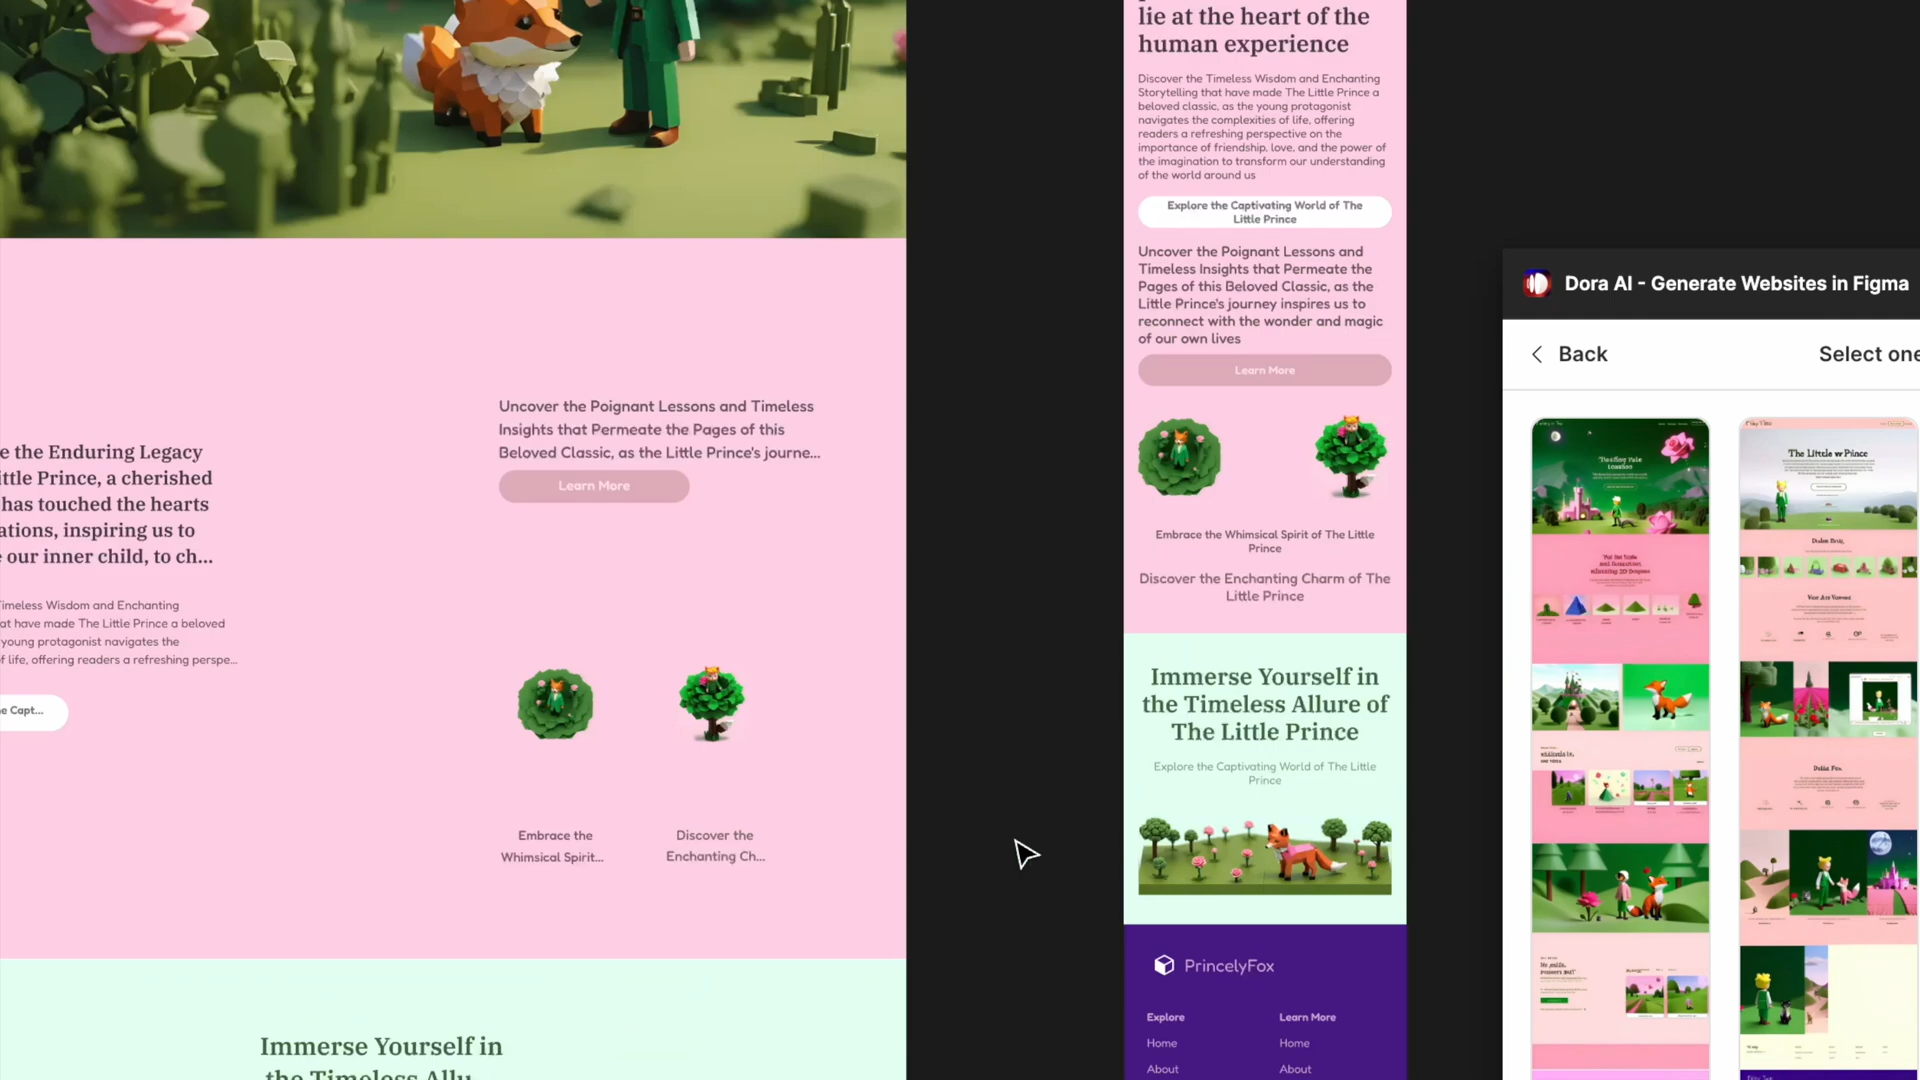 e the Enduring Legacy
ittle Prince, a cherished
has touched the hearts
ations, inspiring us to
e our inner child, to ch...
Timeless Wisdom and Enchanting
at have made The Little Prince a beloved
young protagonist navigates the
f life, offering readers a refreshing perspe...
e Capt...
Uncover the Poignant Lessons and Timeless
Insights that Permeate the Pages of this
Beloved Classic, as the Little Prince's journe...
Learn More
Embrace the
Whimsical Spirit...
Discover the
Enchanting Ch...
Immerse Yourself in
the Timeless Allu
lie at the heart of the
human experience
Discover the Timeless Wisdom and Enchanting
Storytelling that have made The Little Prince a
beloved classic, as the young protagonist
navigates the complexities of life, offering
readers a refreshing perspective on the
importance of friendship, love, and the power of
the imagination to transform our understanding
of the world around us
Explore the Captivating World of The
Little Prince
Uncover the Poignant Lessons and
Timeless Insights that Permeate the
Pages of this Beloved Classic, as the
Little Prince's journey inspires us to
reconnect with the wonder and magic
of our own lives
Learn More
Embrace the Whimsical Spirit of The Little
Prince
Discover the Enchanting Charm of The
Little Prince
Immerse Yourself in
the Timeless Allure of
The Little Prince
Explore the Captivating World of The Little
Prince
PrincelyFox
Explore
Home
About
Learn More
Home
About
Dora AI - Generate Websites in Figma
Back
Select one
The Little w Prince